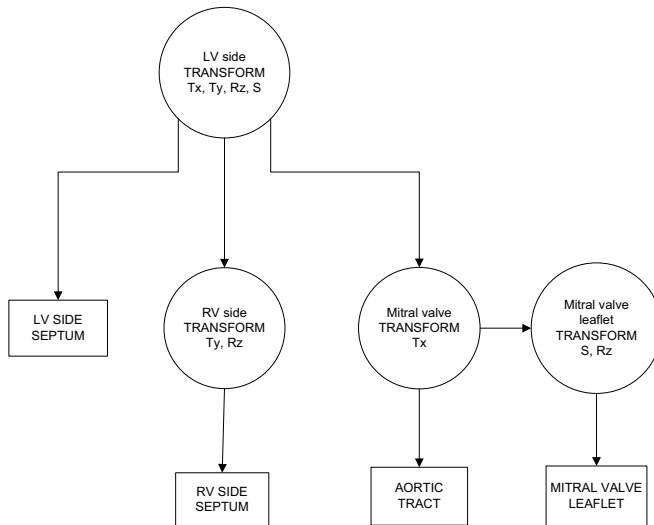 LV side
TRANSFORM
Tx, Ty, Rz, S
LV SIDE
SEPTUM
RV side
TRANSFORM
Ty, Rz
Mitral valve
TRANSFORM
Tx
Mitral valve
leaflet
TRANSFORM
S, Rz
RV SIDE
SEPTUM
AORTIC
TRACT
MITRAL VALVE
LEAFLET